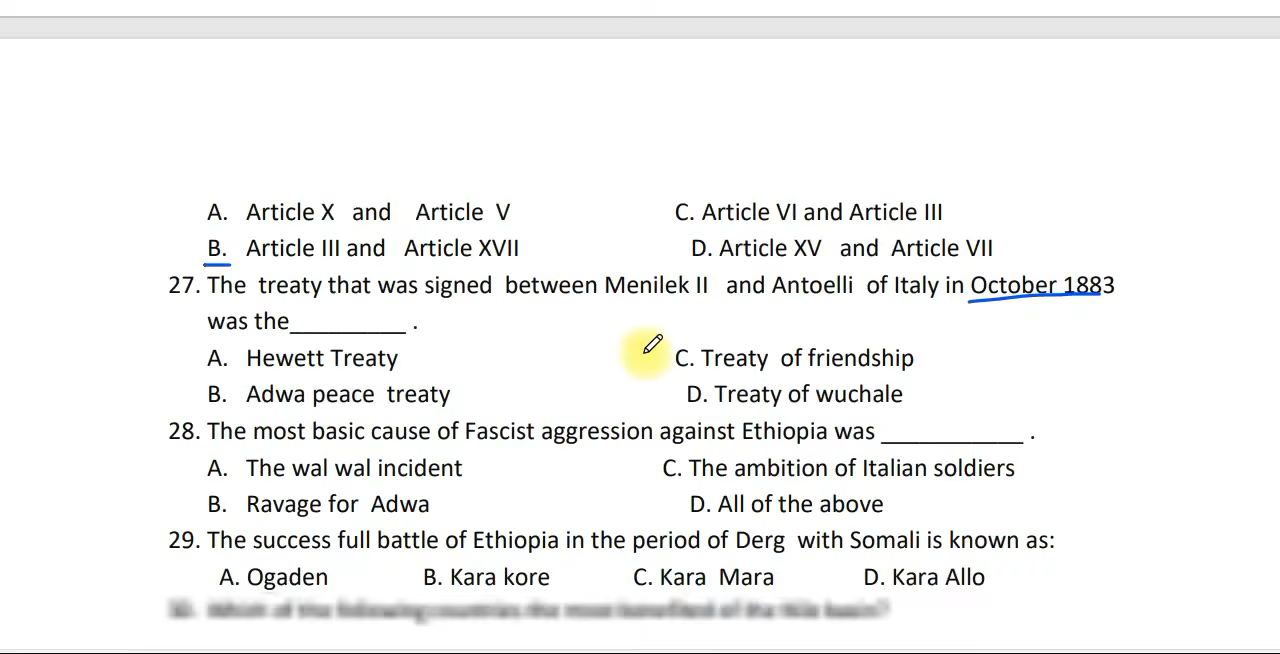 A. Article X and Article V C. Article VI and Article III
B. Article III and Article XVII D. Article XV and Article VII
27. The treaty that was signed between Menilek II and Antoelli of Italy in October 1883
was the__________ .
A. Hewett Treaty C. Treaty of friendship
B. Adwa peace treaty D. Treaty of wuchale
28. The most basic cause of Fascist aggression against Ethiopia was ____________ .
A. The wal wal incident C. The ambition of Italian soldiers
B. Ravage for Adwa D. All of the above
29. The success full battle of Ethiopia in the period of Derg with Somali is known as:
A. Ogaden B. Kara kore C. Kara Mara D. Kara Allo